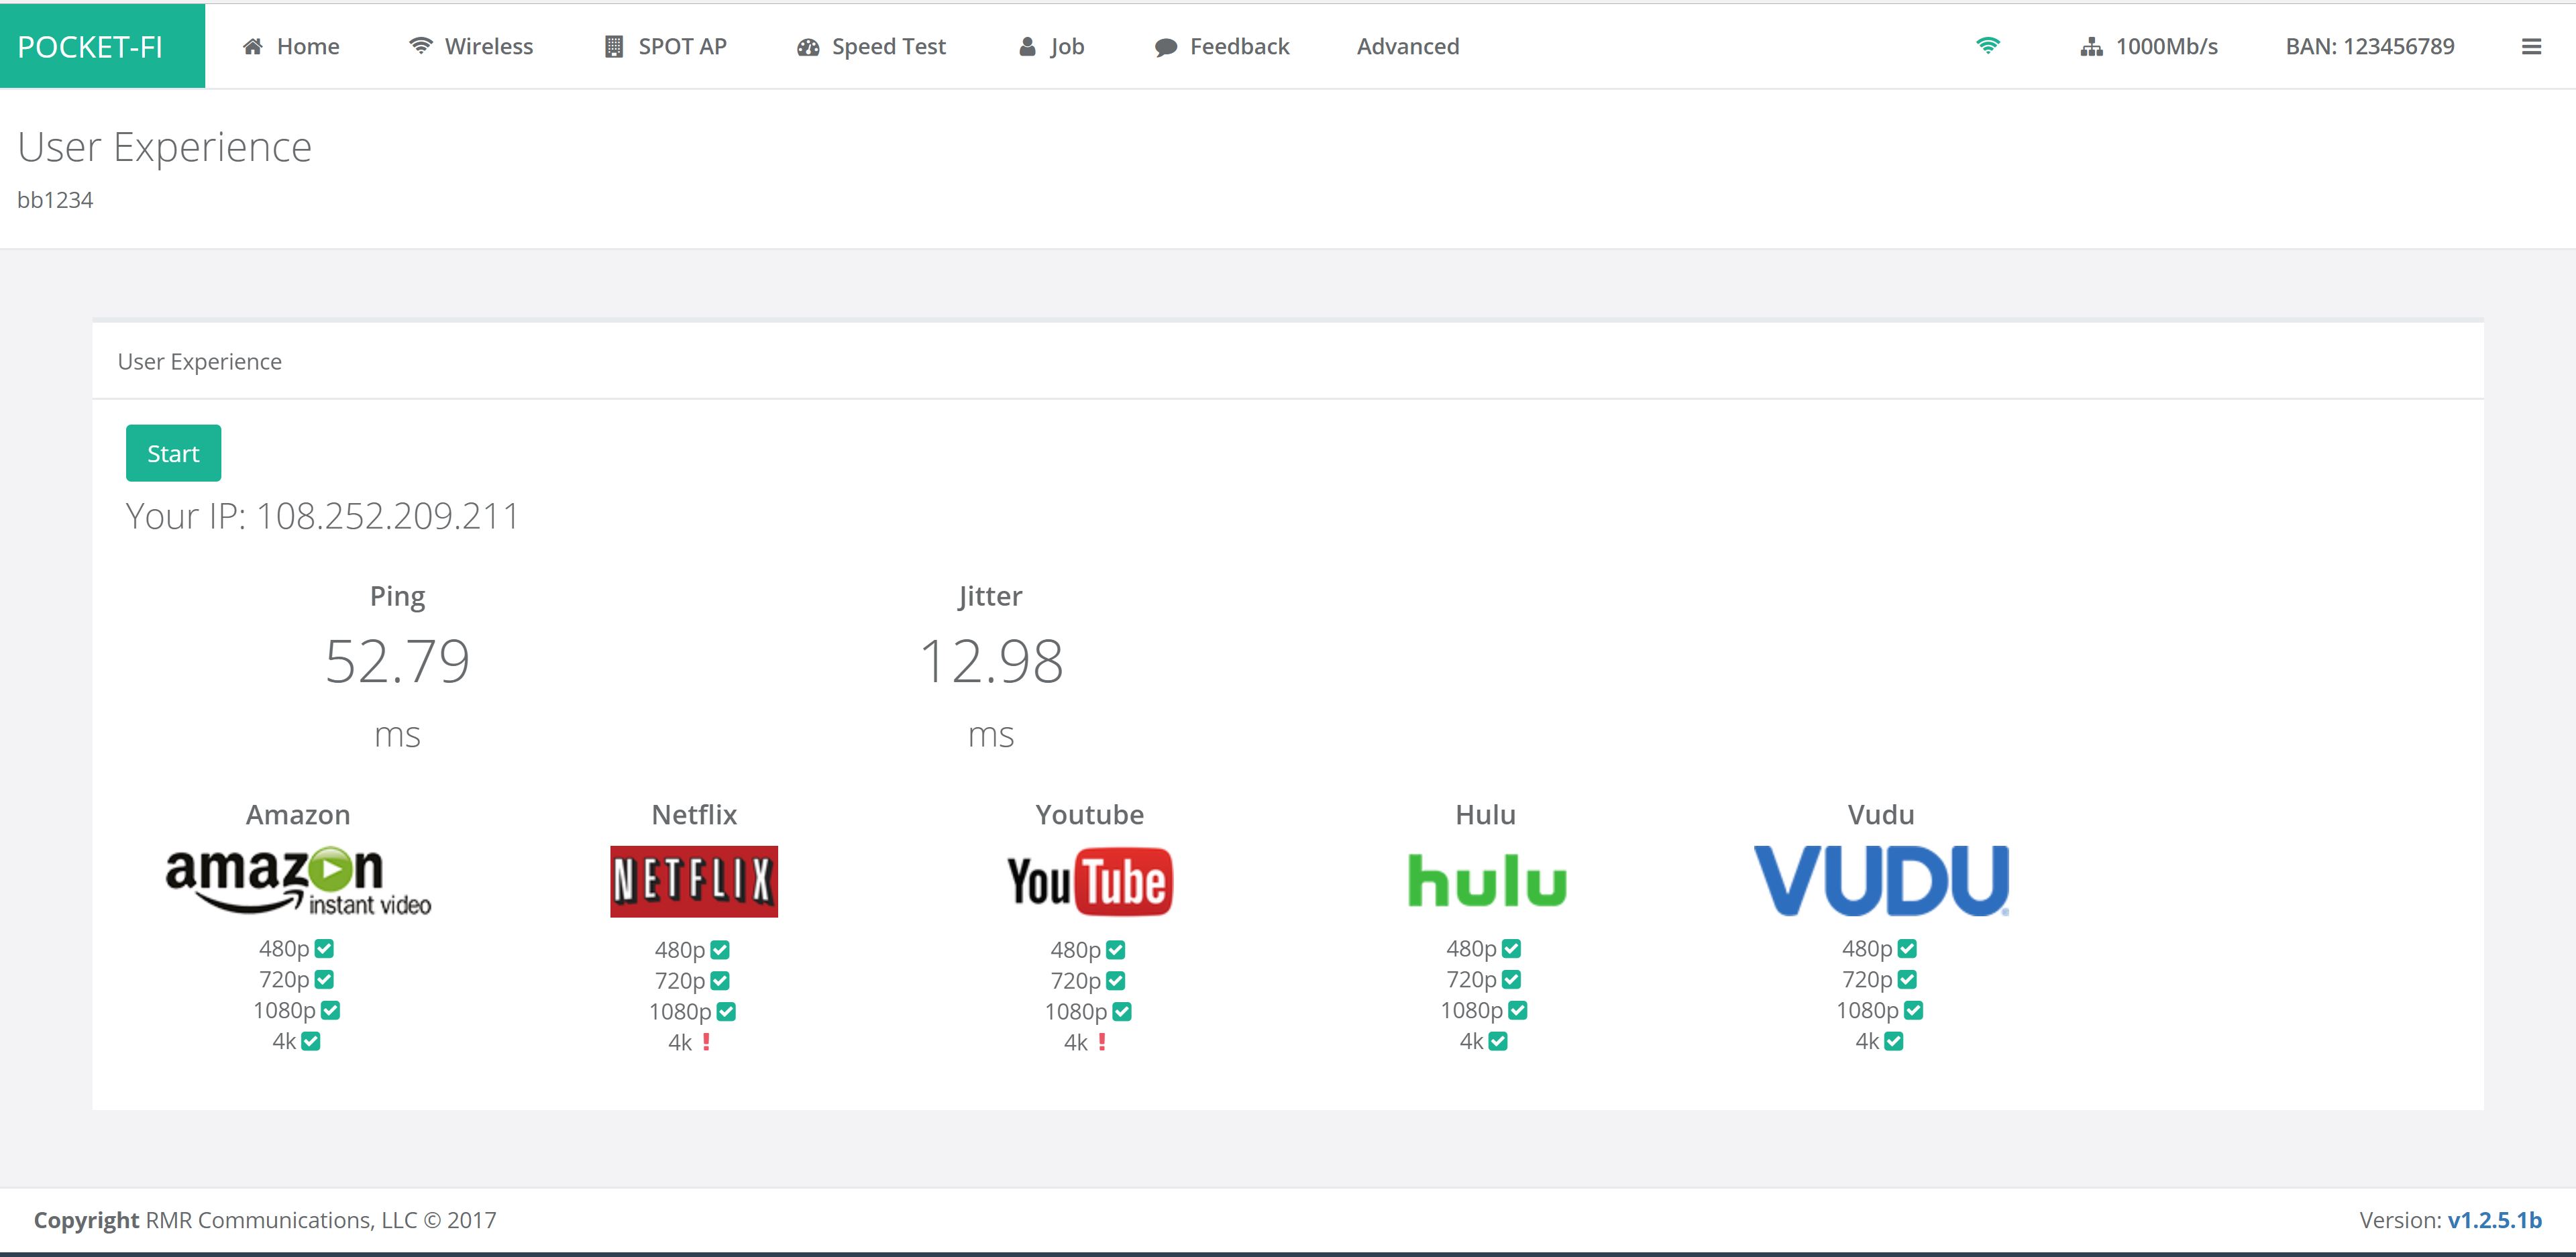 POCKET-FI Home Wireless SPOT AP Speed Test Job Feedback Advanced 1000Mb/s BAN: 123456789
User Experience
bb1234
User Experience
Start
Your IP: 108.252.209.211
Ping Jitter
52.79 12.98
ms ms
Amazon Netflix Youtube Hulu Vudu
amazon instant video NETFLIX YouTube hulu VUDU
480p 480p 480p 480p 480p
720p 720p 720p 720p 720p
1080p 1080p 1080p 1080p 1080p
4k 4k ! 4k ! 4k 4k
Copyright RMR Communications, LLC © 2017 Version: v1.2.5.1b